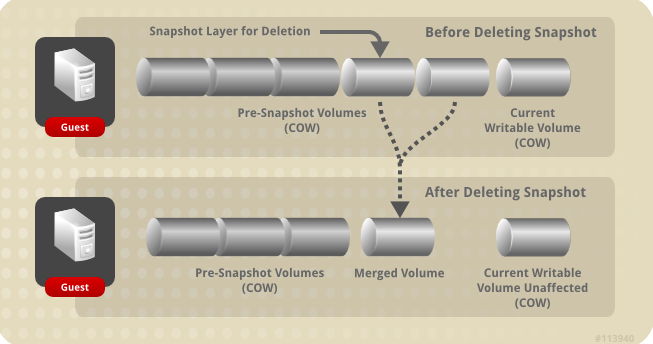 Snapshot Layer for Deletion
Before Deleting Snapshot
Guest
Pre-Snapshot Volumes
(COW)
Current
Writable Volume
(COW)
After Deleting Snapshot
Guest
Pre-Snapshot Volumes
(COW)
Merged Volume
Current Writable
Volume Unaffected
(COW)
#113940